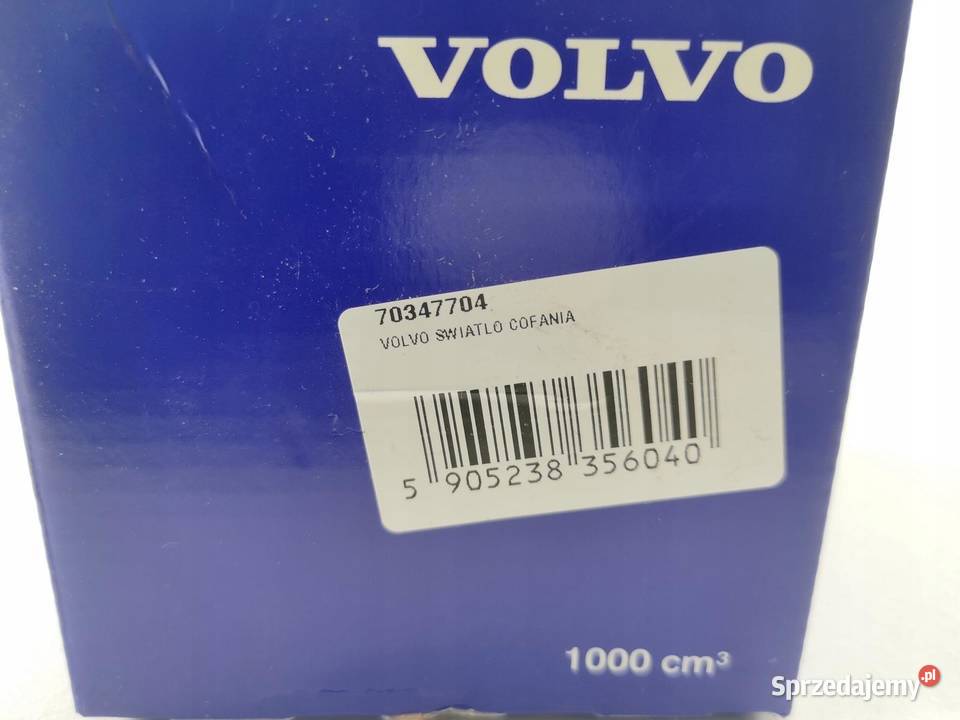 VOLVO
70347704
VOLVO SWIATLO COFANIA
5 905238 356040
1000 cm³
Sprzedajemy.pl